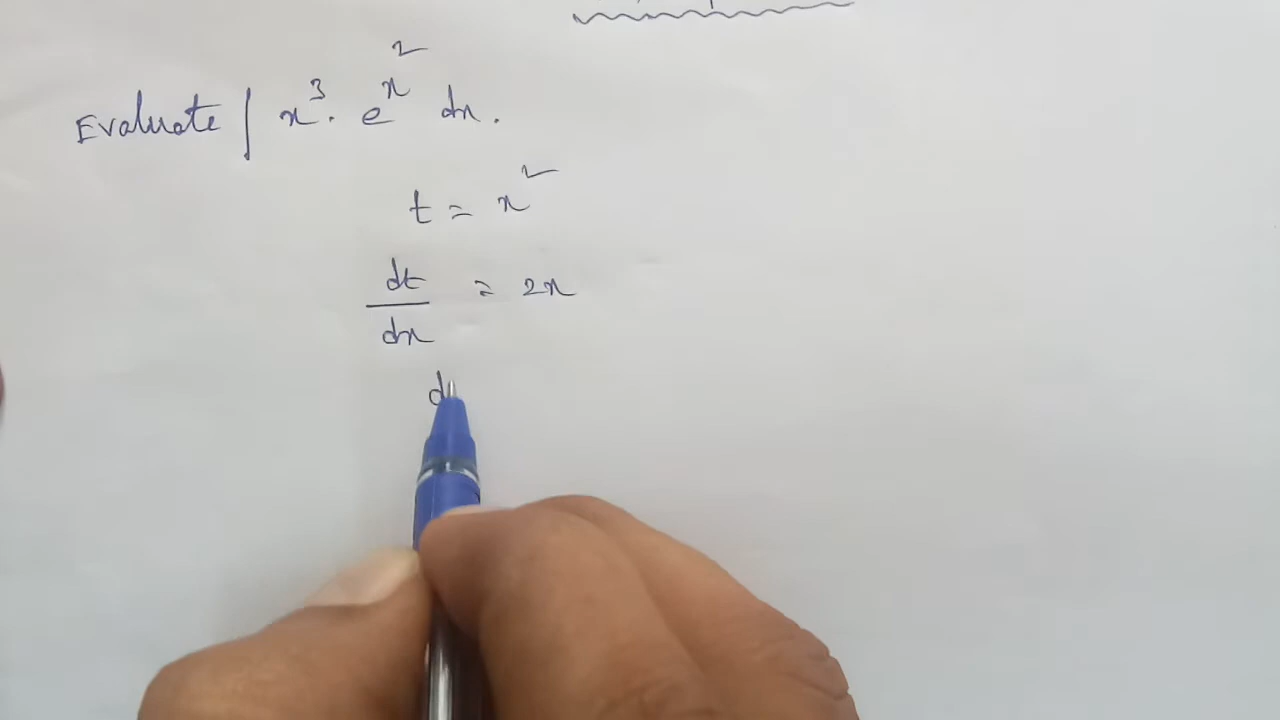 Evaluate ∫ x³. e^x² dx.
t = x²
dt/dx = 2x
d